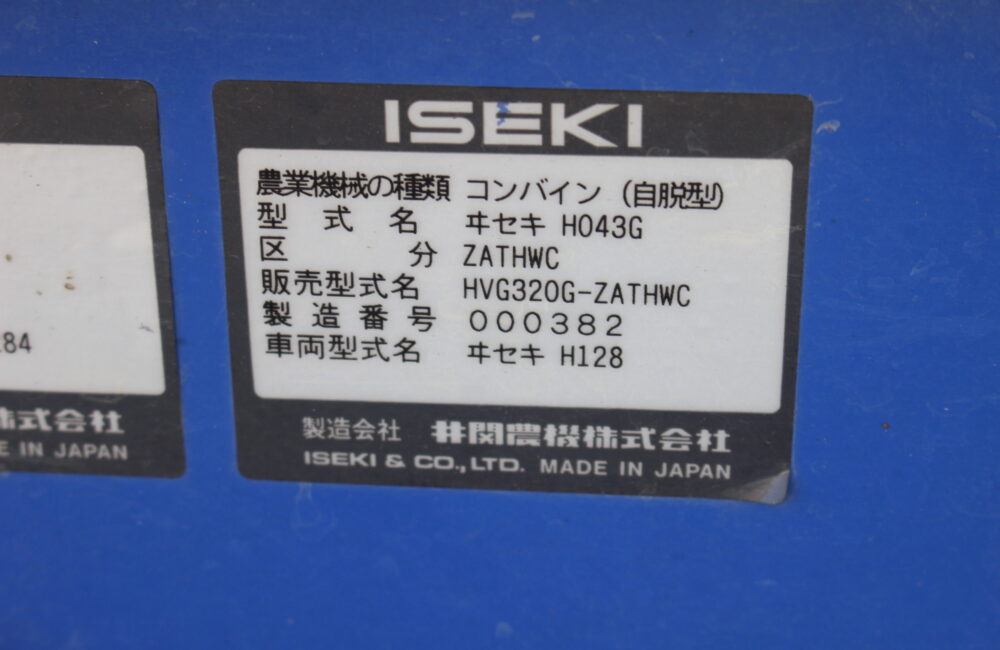 ISEKI
農業機械の種類 コンバイン (自脱型)
型式名 ヰセキ H043G
区分 ZATHWC
販売型式名 HVG320G-ZATHWC
製造番号 000382
車両型式名 ヰセキ H128
製造会社 井関農機株式会社
ISEKI & CO.,LTD. MADE IN JAPAN
84
株式会社
IN JAPAN